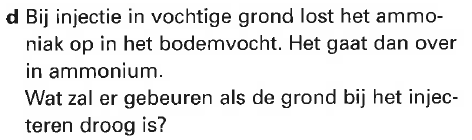 d Bij injectie in vochtige grond lost het ammo-
niak op in het bodemvocht. Het gaat dan over
in ammonium.
Wat zal er gebeuren als de grond bij het injec-
teren droog is?